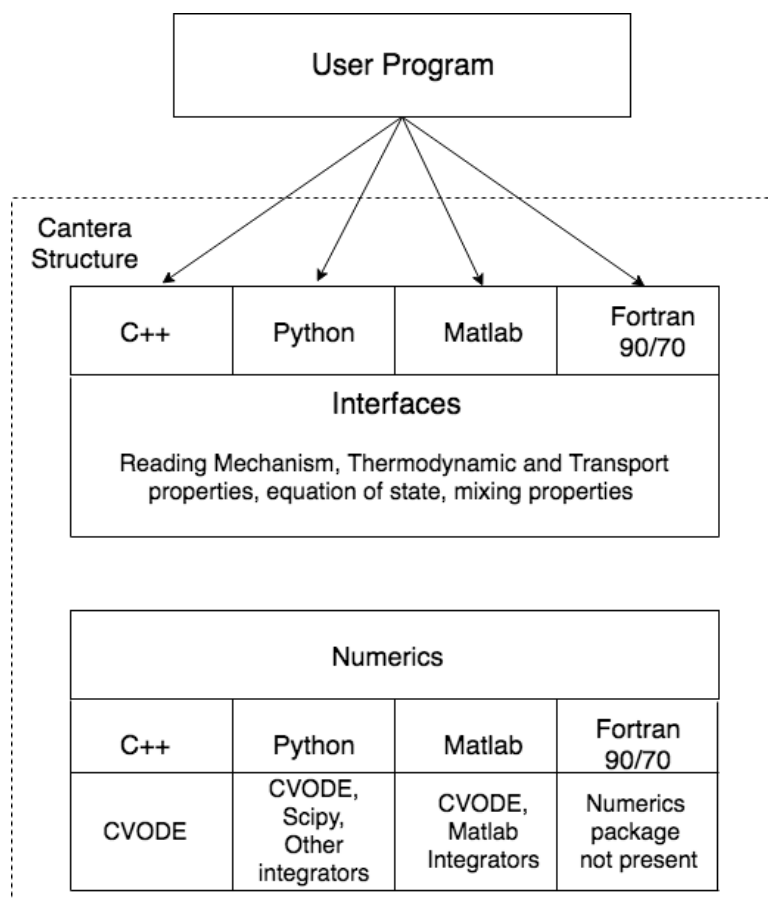 User Program
Cantera
Structure
C++
Python
Matlab
Fortran
90/70
Interfaces
Reading Mechanism, Thermodynamic and Transport
properties, equation of state, mixing properties
Numerics
C++
Python
Matlab
Fortran
90/70
CVODE
CVODE,
Scipy,
Other
integrators
CVODE,
Matlab
Integrators
Numerics
package
not present